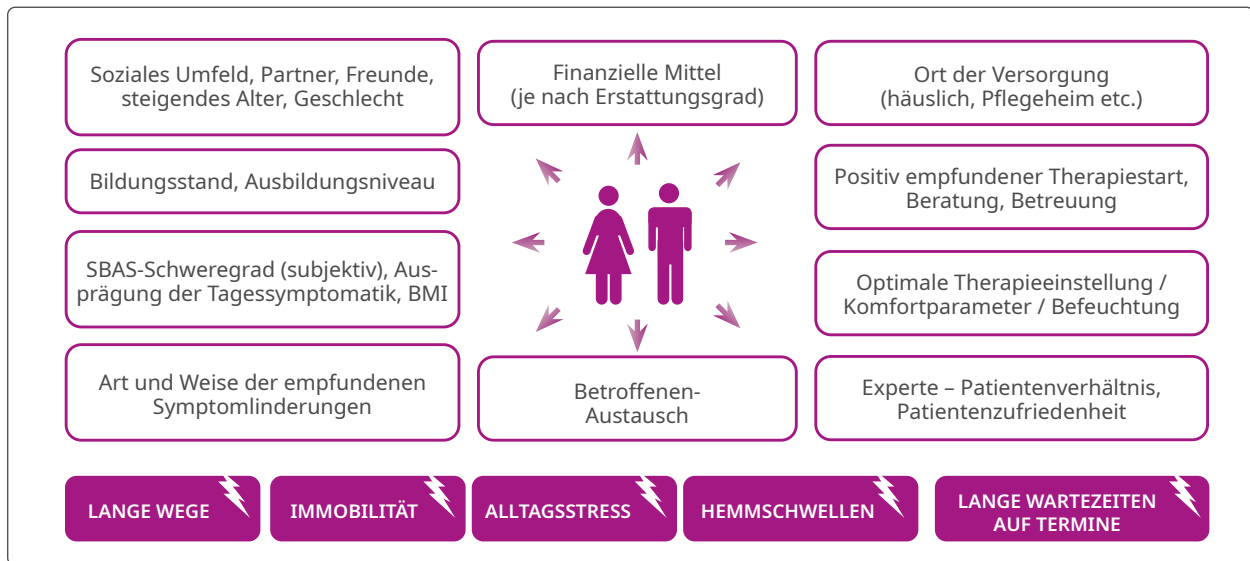 Soziales Umfeld, Partner, Freunde,
steigendes Alter, Geschlecht
Finanzielle Mittel
(je nach Erstattungsgrad)
Ort der Versorgung
(häuslich, Pflegeheim etc.)
Bildungsstand, Ausbildungsniveau
Positiv empfundener Therapiestart,
Beratung, Betreuung
SBAS-Schweregrad (subjektiv), Aus-
prägung der Tagessymptomatik, BMI
Optimale Therapieeinstellung /
Komfortparameter / Befeuchtung
Art und Weise der empfundenen
Symptomlinderungen
Betroffenen-
Austausch
Experte – Patientenverhältnis,
Patientenzufriedenheit
LANGE WEGE
IMMOBILITÄT
ALLTAGSSTRESS
HEMMSCHWELLEN
LANGE WARTEZEITEN
AUF TERMINE